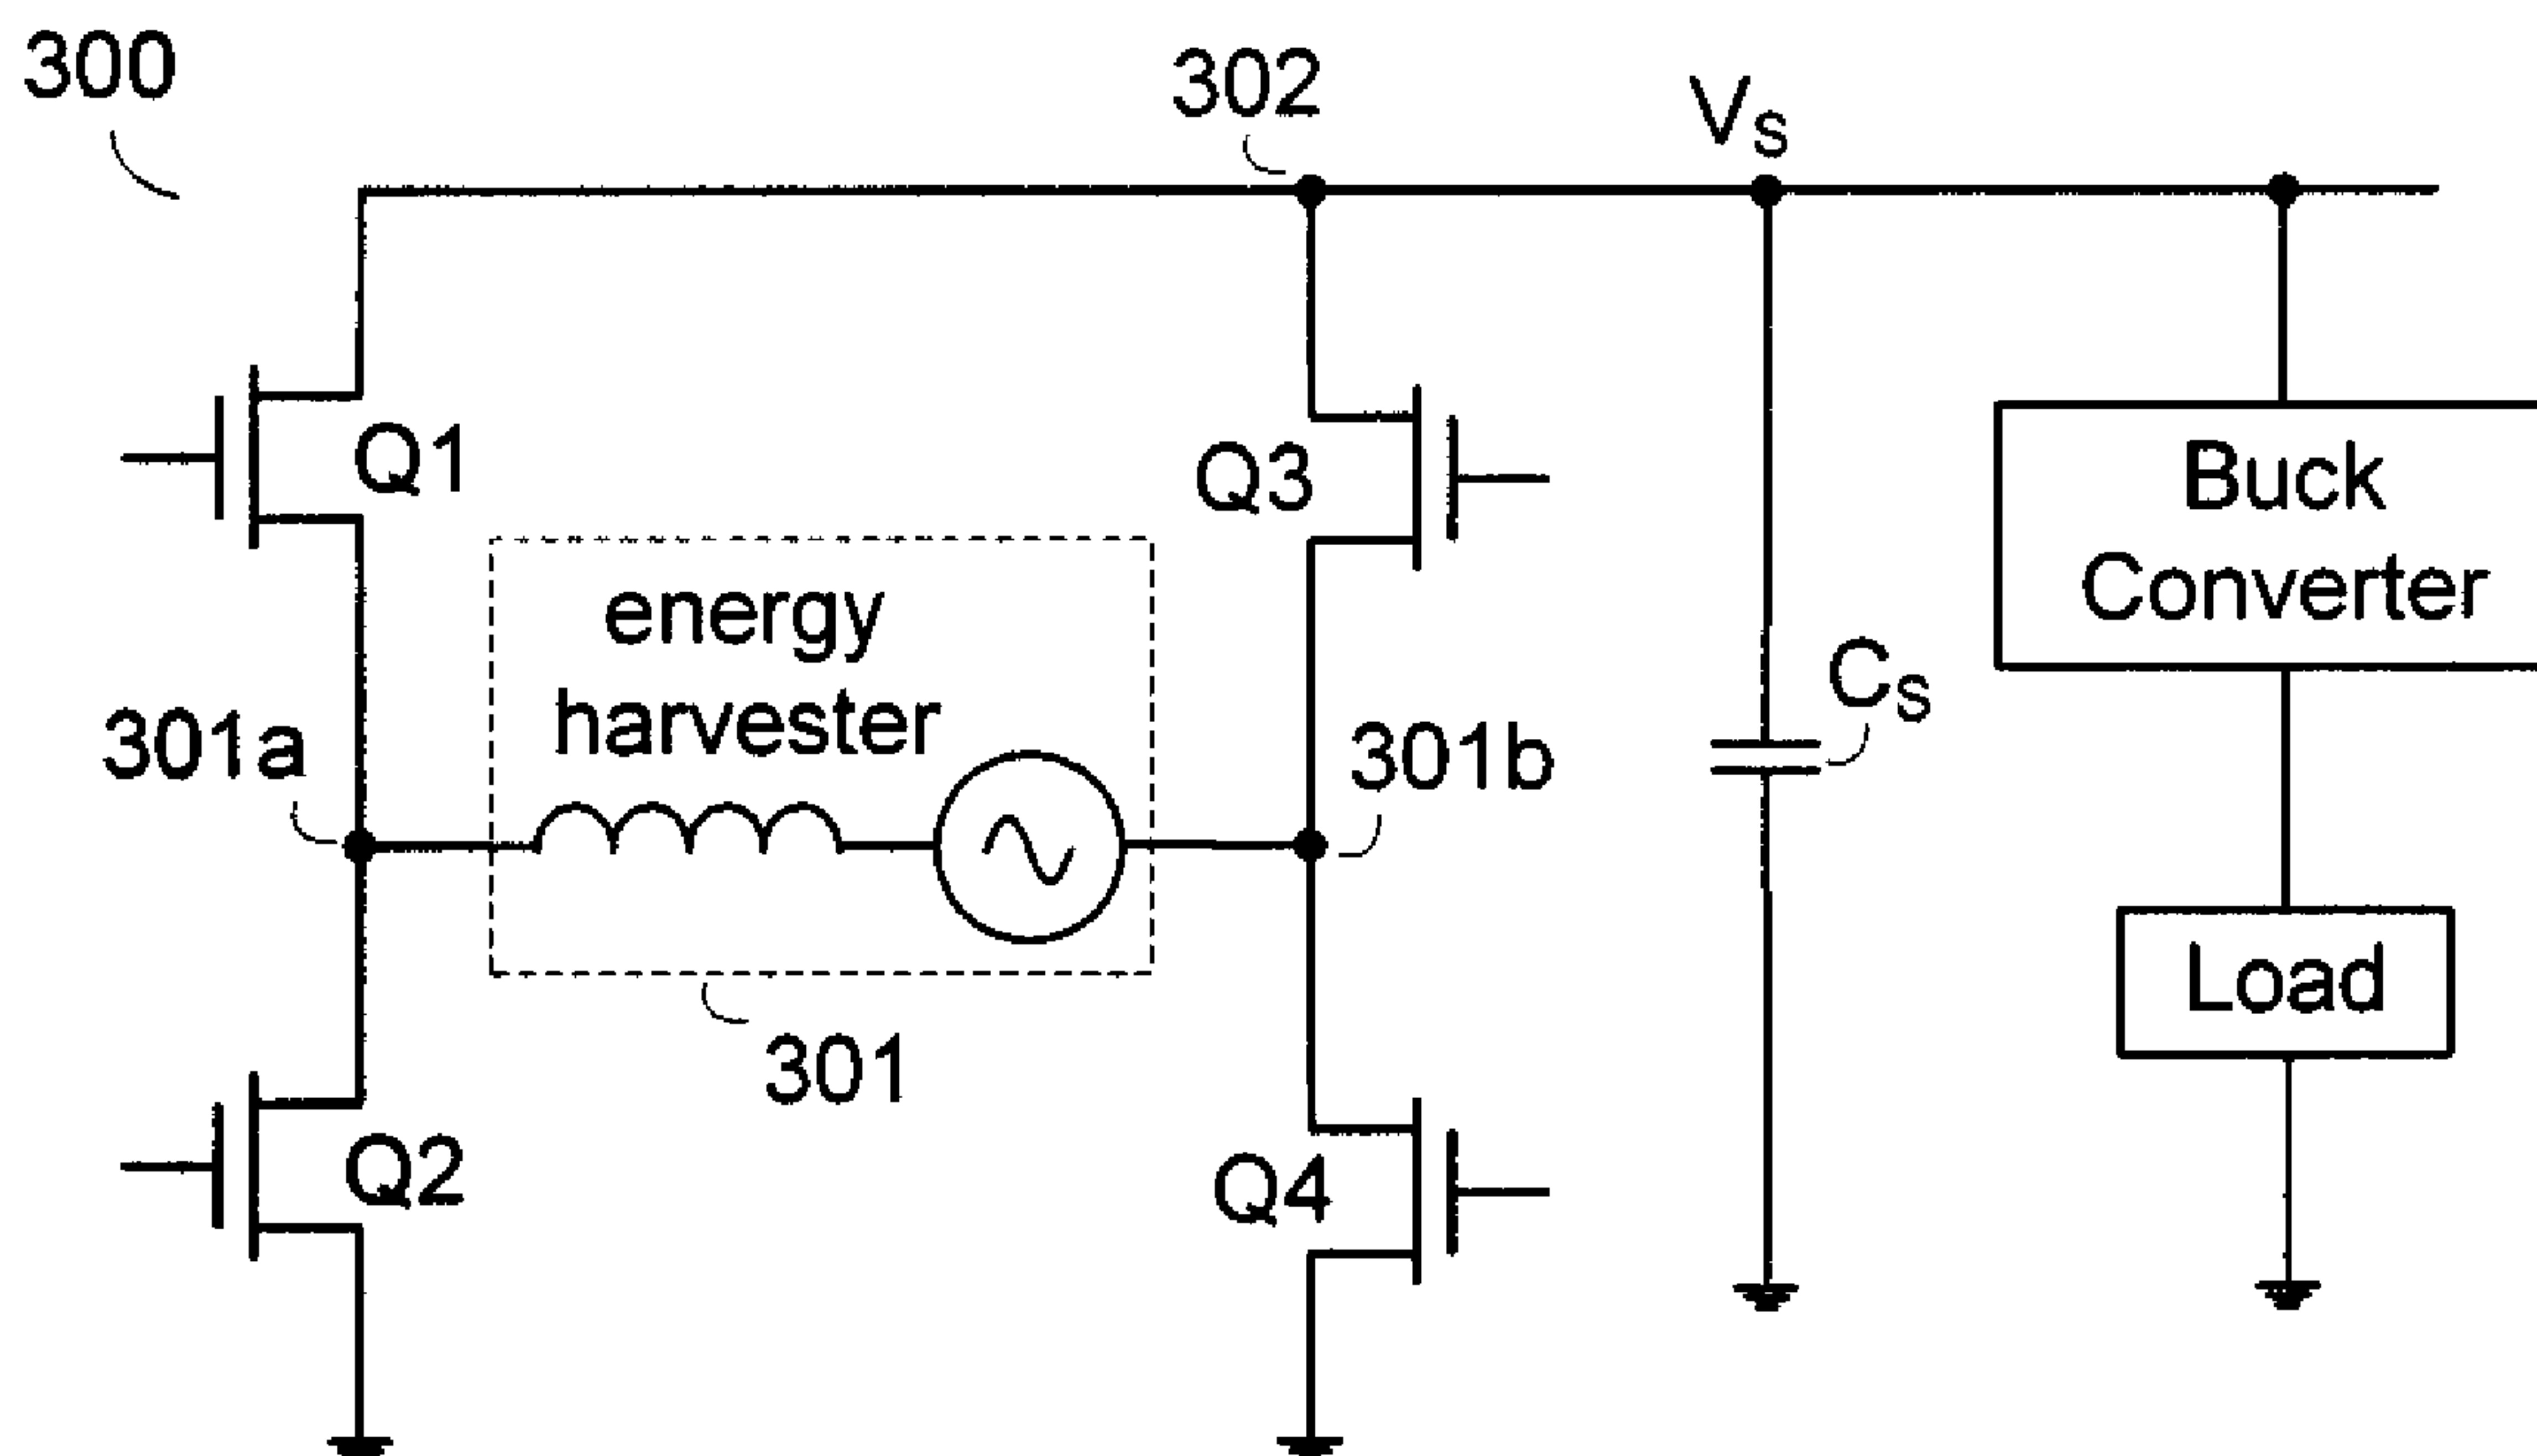 300
302
VS
Q1
Q3
Buck
Converter
energy
harvester
CS
301a
301b
Load
301
Q2
Q4